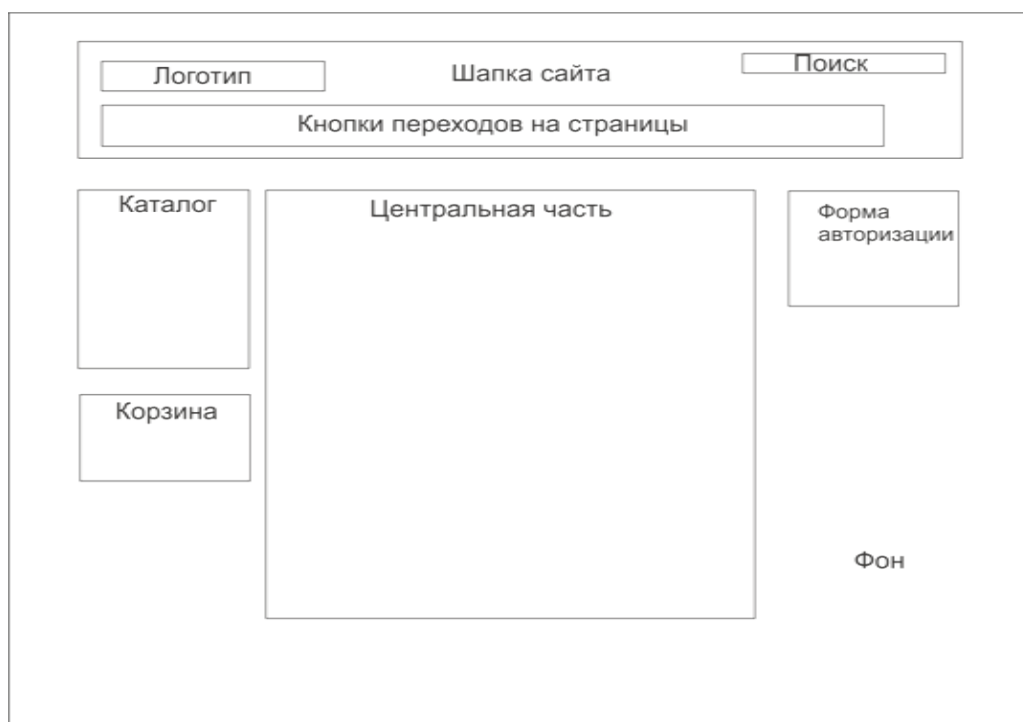 Логотип
Шапка сайта
Поиск
Кнопки переходов на страницы
Каталог
Центральная часть
Форма
авторизации
Корзина
Фон